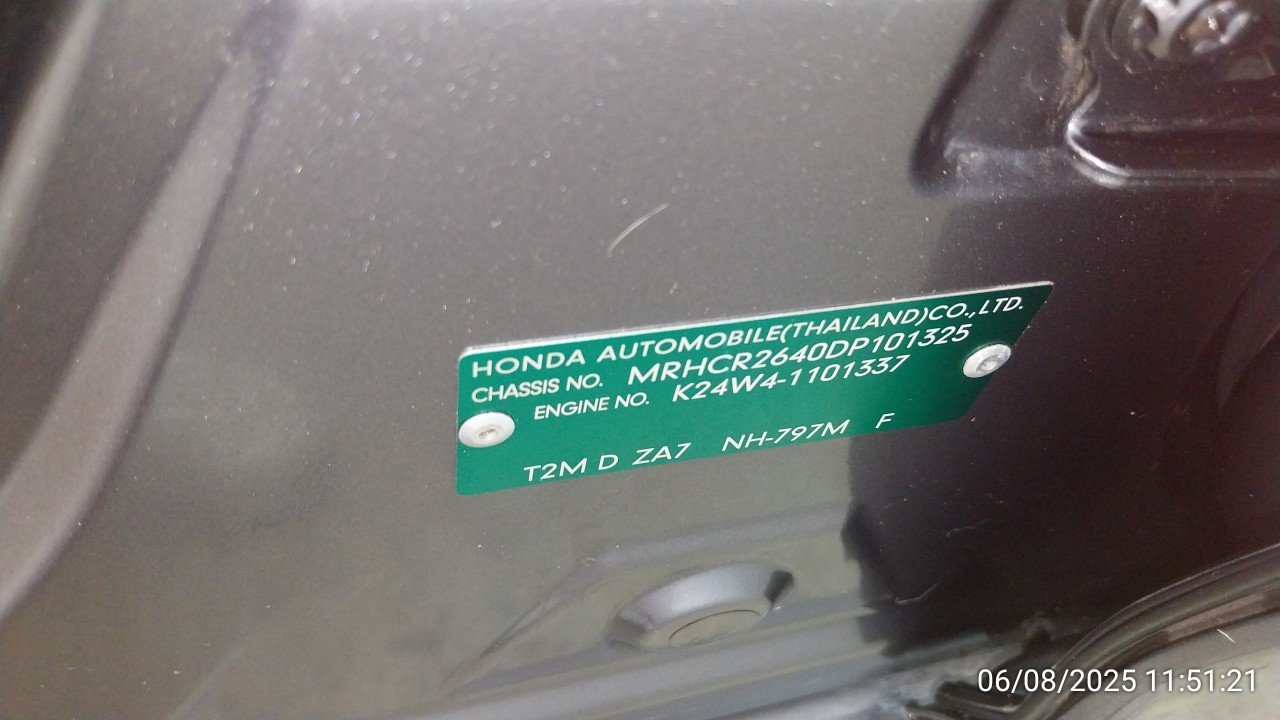 HONDA AUTOMOBILE(THAILAND)CO.,LTD.
CHASSIS NO. MRHCR2640DP101325
ENGINE NO. K24W4-1101337
T2M D ZA7 NH-797M F
06/08/2025 11:51:21